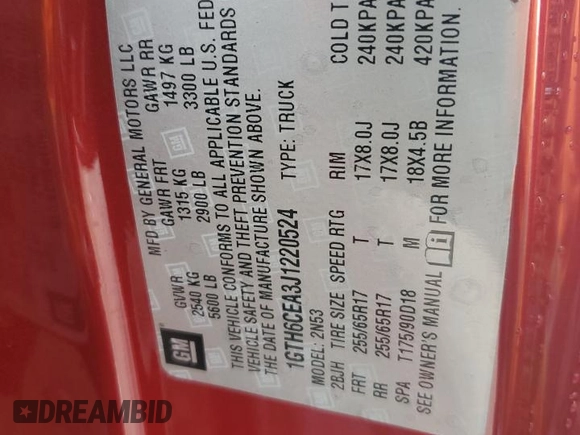 MFD BY GENERAL MOTORS LLC
GVWR GAWR FRT GAWR RR
2540 KG 1315 KG 1497 KG
5600 LB 2900 LB 3300 LB
THIS VEHICLE CONFORMS TO ALL APPLICABLE U.S. FED
VEHICLE SAFETY AND THEFT PREVENTION STANDARDS
THE DATE OF MANUFACTURE SHOWN ABOVE.
1GTH6CEA3J1220524 TYPE: TRUCK
MODEL: 2N53
2BJH TIRE SIZE SPEED RTG RIM COLD T
FRT 255/65R17 T 17X8.0J 240KPA
RR 255/65R17 T 17X8.0J 240KPA
SPA T175/90D18 M 18X4.5B 420KPA
SEE OWNER'S MANUAL FOR MORE INFORMATION
GM
DREAMBID